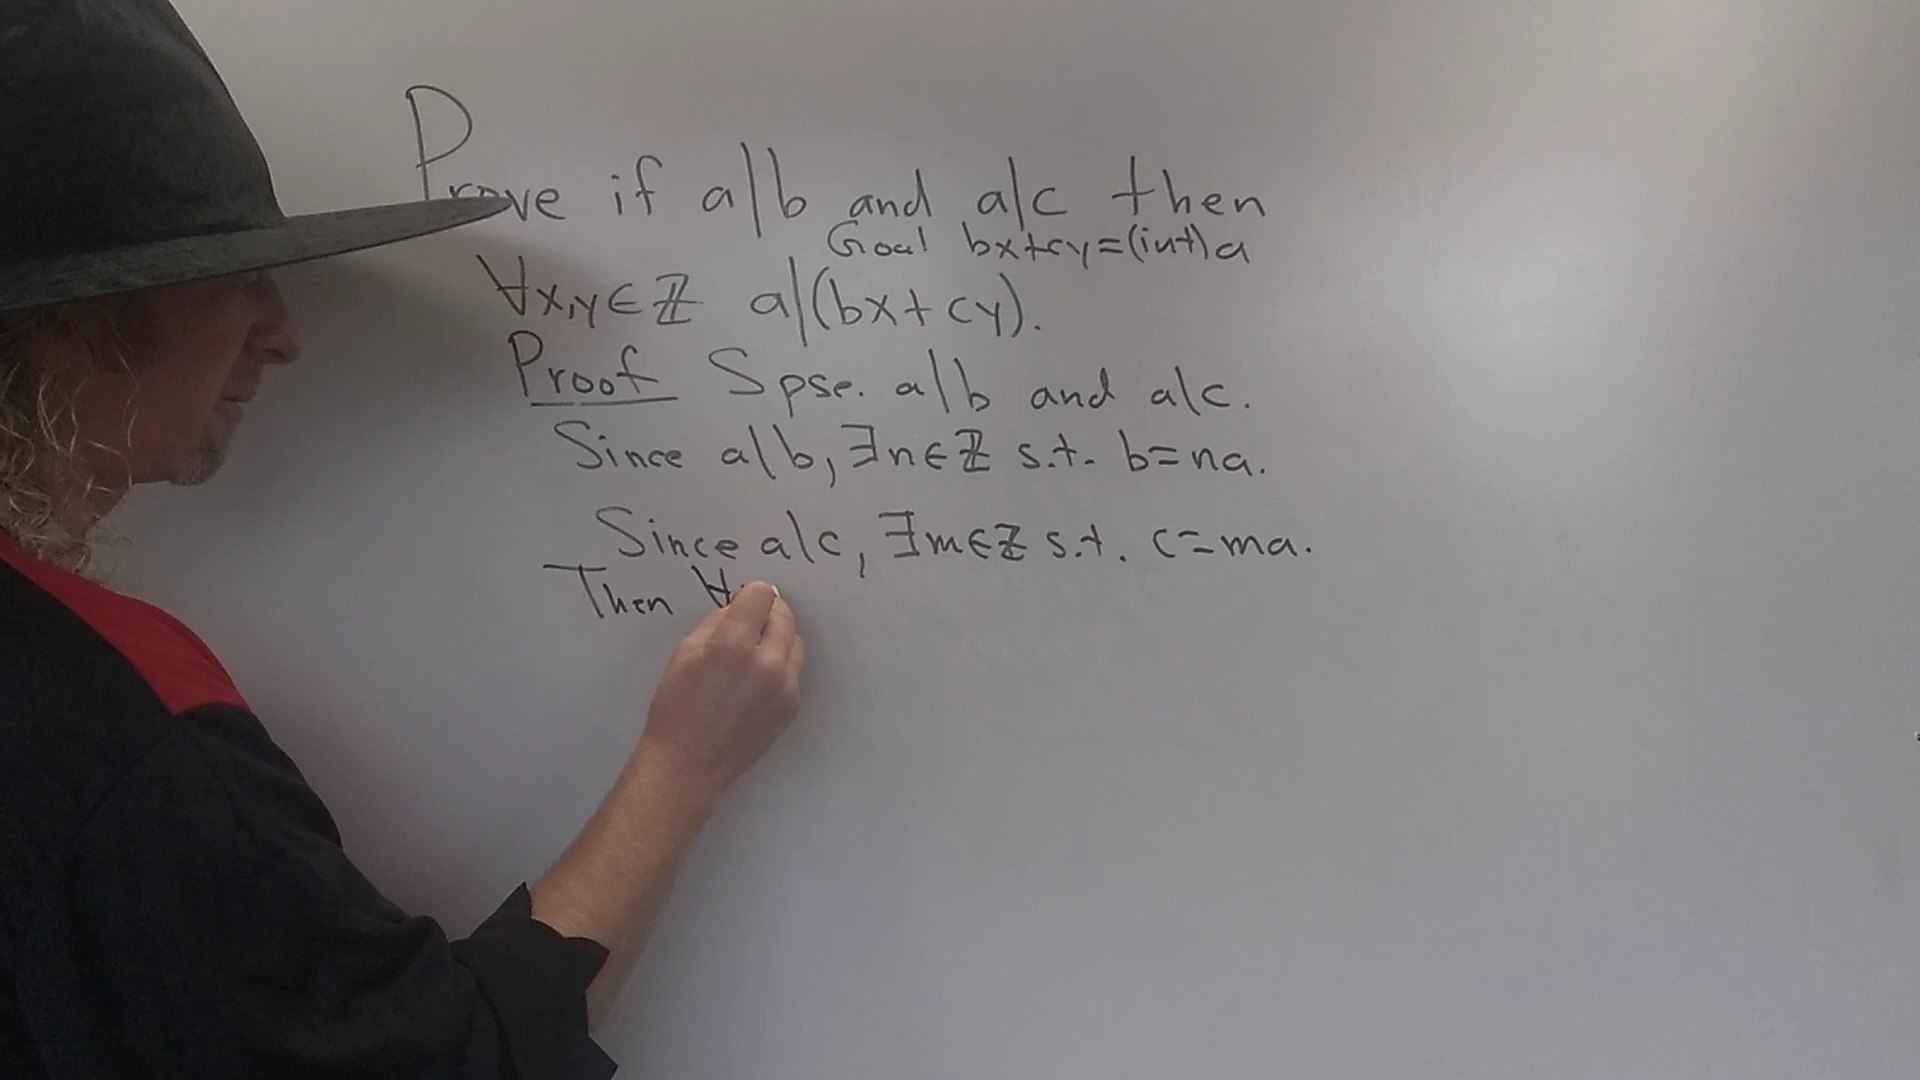 Prove if a|b and a|c then
Goal bx+cy=(int)a
∀x,y∈ℤ a|(bx+cy).
Proof Spse. a|b and a|c.
Since a|b, ∃n∈ℤ s.t. b=na.
Since a|c, ∃m∈ℤ s.t. c=ma.
Then ∀